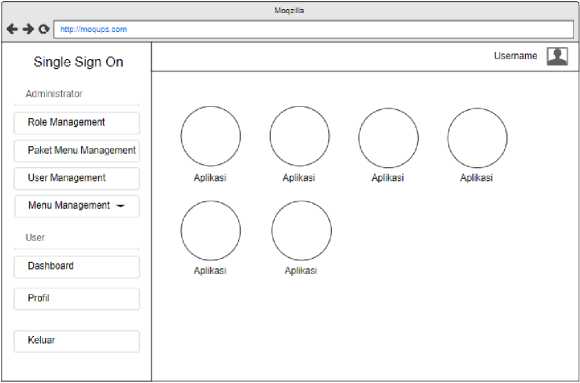 Moqzilla
http://moqups.com
Single Sign On
Username
Administrator
Role Management
Paket Menu Management
User Management
Menu Management
User
Dashboard
Profil
Keluar
Aplikasi Aplikasi Aplikasi Aplikasi
Aplikasi Aplikasi